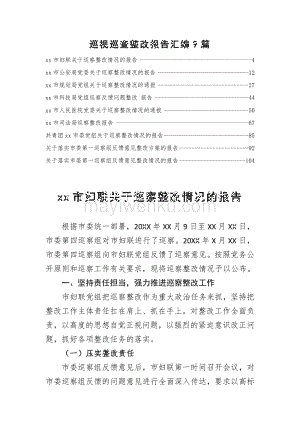 巡视巡察整改报告汇编9篇
xx市妇联关于巡察整改情况的报告 4
xx市公安局党委关于巡察整改情况的报告 12
xx市规划局党组关于巡察整改情况的通报 27
xx市科技局党组巡察反馈问题整改 报告 56
xx市人民医院党委关于巡察整改情况的通报 58
xx市司法局巡察整改报告 67
共青团xx市委党组关于巡察整改情况的报告 85
关于落实市委第一巡察组反馈意见整改方案的报告 92
关于落实市委第一巡察组反馈意见整改情况的报告 104
xx市妇联关于巡察整改情况的报告
根据市委统一部署，20XX年XX月9日至XX月XX日，
市委第四巡察组对市妇联进行了巡察。20XX年X月XX日，
市委第四巡察组向市妇联反馈了巡察意见。按照党务公
开原则和巡察工作有关要求，现将巡察整改情况予以公布。
一、坚持责任担当，强力推进巡察整改工作
市妇联党组把巡察整改作为重大政治任务来抓，坚持把
整改工作主体责任扛在肩上、抓在手上，对整改工作全面负
责，以高度的思想自觉正视问题，以强烈的紧迫意识改正问
题，抓好各项整改任务的落实。
（一）压实整改责任
市委巡察组反馈意见后，市妇联第一时间召开会议，对
市委巡察组反馈的问题意见进行全面深入传达，要求以高标